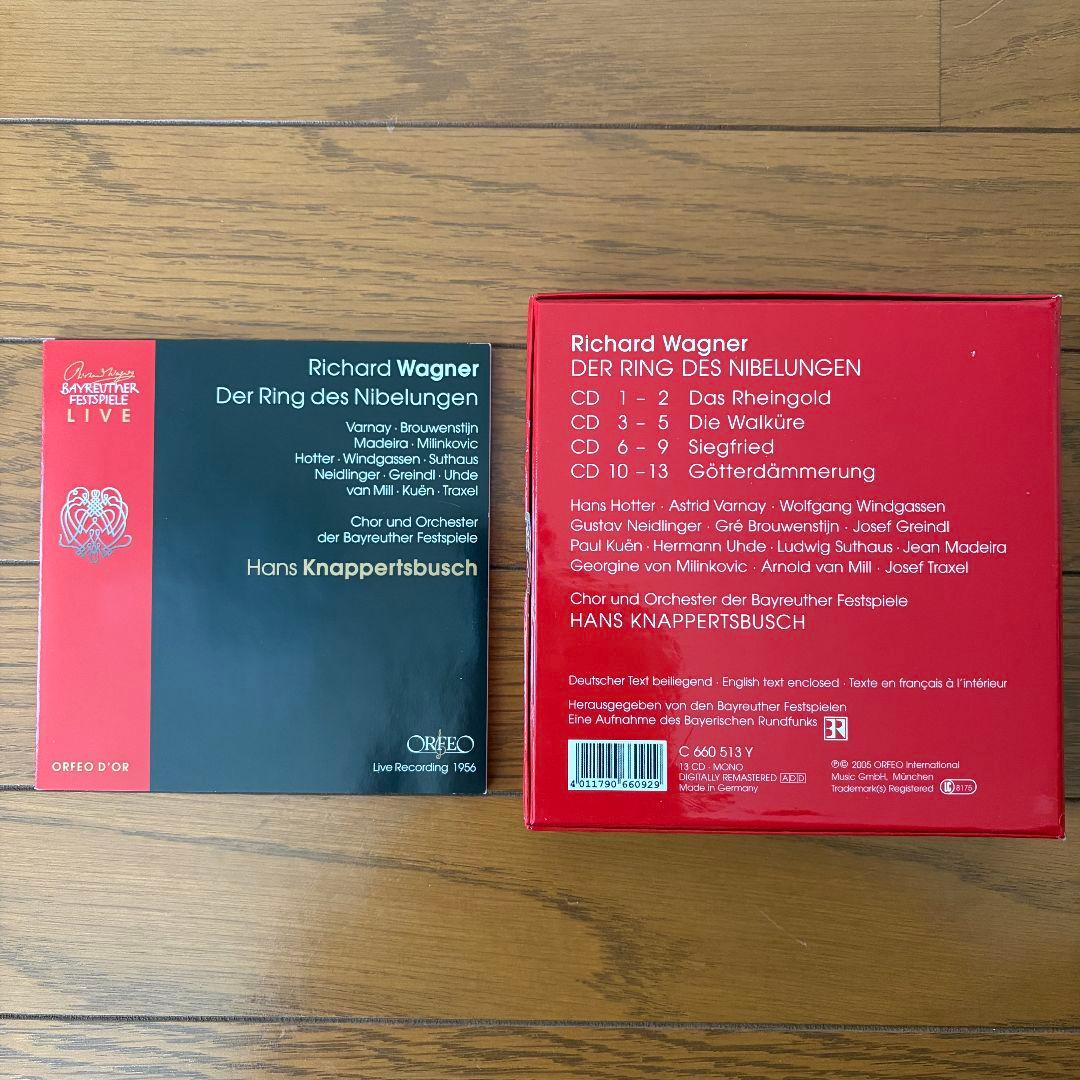 Richard Wagner
BAYREUTHER
FESTSPIELE
LIVE
ORFEO D'OR
Richard Wagner
Der Ring des Nibelungen
Varnay · Brouwenstijn
Madeira · Milinkovic
Hotter · Windgassen · Suthaus
Neidlinger · Greindl · Uhde
van Mill · Kuën · Traxel
Chor und Orchester
der Bayreuther Festspiele
Hans Knappertsbusch
ORFEO
Live Recording 1956
Richard Wagner
DER RING DES NIBELUNGEN
CD 1 – 2 Das Rheingold
CD 3 – 5 Die Walküre
CD 6 – 9 Siegfried
CD 10 – 13 Götterdämmerung
Hans Hotter · Astrid Varnay · Wolfgang Windgassen
Gustav Neidlinger · Gré Brouwenstijn · Josef Greindl
Paul Kuën · Hermann Uhde · Ludwig Suthaus · Jean Madeira
Georgine von Milinkovic · Arnold van Mill · Josef Traxel
Chor und Orchester der Bayreuther Festspiele
HANS KNAPPERTSBUSCH
Deutscher Text beiliegend · English text enclosed · Texte en français à l'intérieur
Herausgegeben von den Bayreuther Festspielen
Eine Aufnahme des Bayerischen Rundfunks BR
4 011790 660929
C 660 513 Y
13 CD · MONO
DIGITALLY REMASTERED ADD
Made in Germany
℗© 2005 ORFEO International
Music GmbH, München
Trademark(s) Registered LC 8175